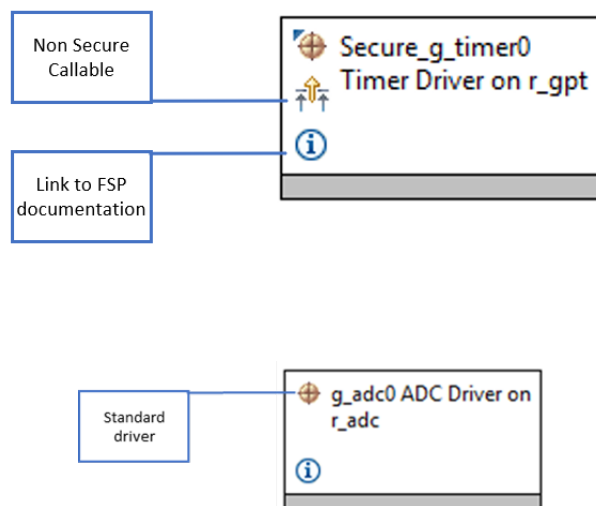 Non Secure
Callable
Secure_g_timer0
Timer Driver on r_gpt
Link to FSP
documentation
Standard
driver
g_adc0 ADC Driver on
r_adc